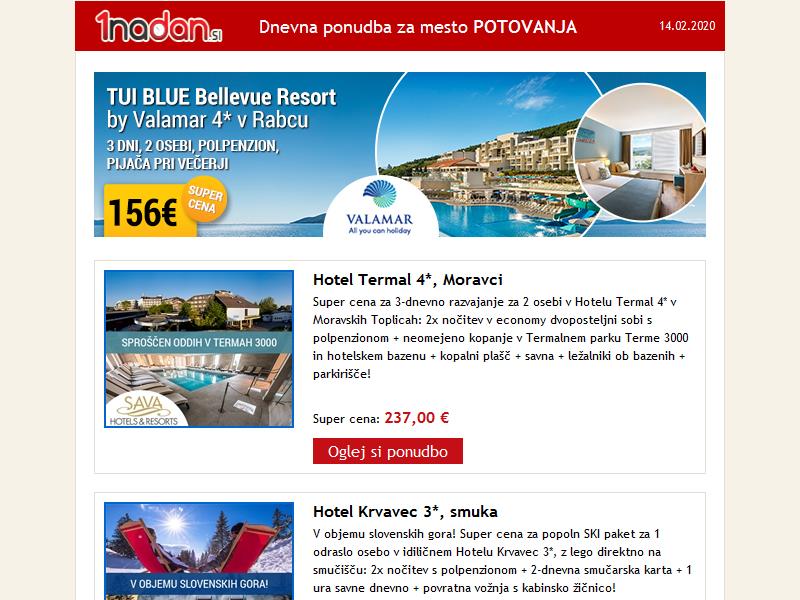 1nadan.si
Dnevna ponudba za mesto POTOVANJA
14.02.2020
TUI BLUE Bellevue Resort
by Valamar 4* v Rabcu
3 DNI, 2 OSEBI, POLPENZION,
PIJAČA PRI VEČERJI
156€
SUPER
CENA
VALAMAR
All you can holiday
Hotel Termal 4*, Moravci
Super cena za 3-dnevno razvajanje za 2 osebi v Hotelu Termal 4* v
Moravskih Toplicah: 2x nočitev v economy dvoposteljni sobi s
polpenzionom + neomejeno kopanje v Termalnem parku Terme 3000
in hotelskem bazenu + kopalni plašč + savna + ležalniki ob bazenih +
parkirišče!
SPROŠČEN ODDIH V TERMAH 3000
SAVA
HOTELS & RESORTS
Super cena: 237,00 €
Oglej si ponudbo
Hotel Krvavec 3*, smuka
V objemu slovenskih gora! Super cena za popoln SKI paket za 1
odraslo osebo v idiličnem Hotelu Krvavec 3*, z lego direktno na
smučišču: 2x nočitev s polpenzionom + 2-dnevna smučarska karta + 1
ura savne dnevno + povratna vožnja s kabinsko žičnico!
V OBJEMU SLOVENSKIH GORA!